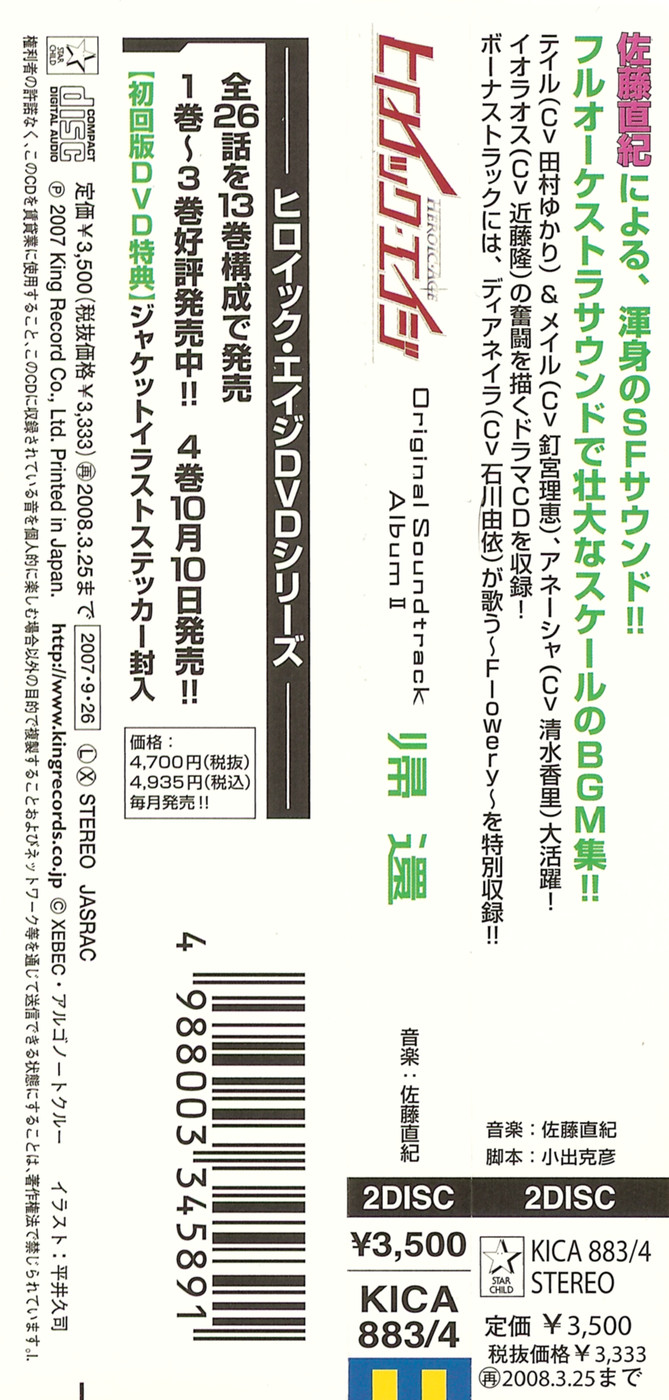 佐藤直紀による、渾身のSFサウンド!!
フルオーケストラサウンドで壮大なスケールのBGM集!!
テイル(CV 田村ゆかり) & メイル(CV 釘宮理恵)、アネーシャ(CV 清水香里)大活躍!
イオラオス(CV 近藤隆)の奮闘を描くドラマCDを収録!
ボーナストラックには、ディアネイラ(CV 石川由依)が歌う~Flowery~を特別収録!!
音楽:佐藤直紀
脚本:小出克彦
2DISC
STAR CHILD
KICA 883/4
STEREO
定価 ¥3,500
税抜価格¥3,333
再2008.3.25まで
ヒロイック・エイジ
HEROIC AGE
Original Soundtrack
Album II
帰還
音楽:佐藤直紀
2DISC
¥3,500
KICA
883/4
ヒロイック・エイジDVDシリーズ
全26話を13巻構成で発売
1巻~3巻好評発売中!! 4巻10月10日発売!!
【初回版DVD特典】ジャケットイラストステッカー封入
価格:
4,700円(税抜)
4,935円(税込)
毎月発売!!
4 988003 345891
STAR CHILD
COMPACT disc DIGITAL AUDIO
定価¥3,500(税抜価格¥3,333) 再2008.3.25まで 2007・9・26 Ⓛ Ⓧ STEREO JASRAC
℗ 2007 King Record Co., Ltd. Printed in Japan. http://www.kingrecords.co.jp © XEBEC・アルゴノートクルー イラスト:平井久司
権利者の許諾なく、このCDを賃貸業に使用すること、このCDに収録されている音を個人的に楽しむ場合以外の目的で複製することおよびネットワーク等を通じて送信できる状態にすることは、著作権法で禁じられています。